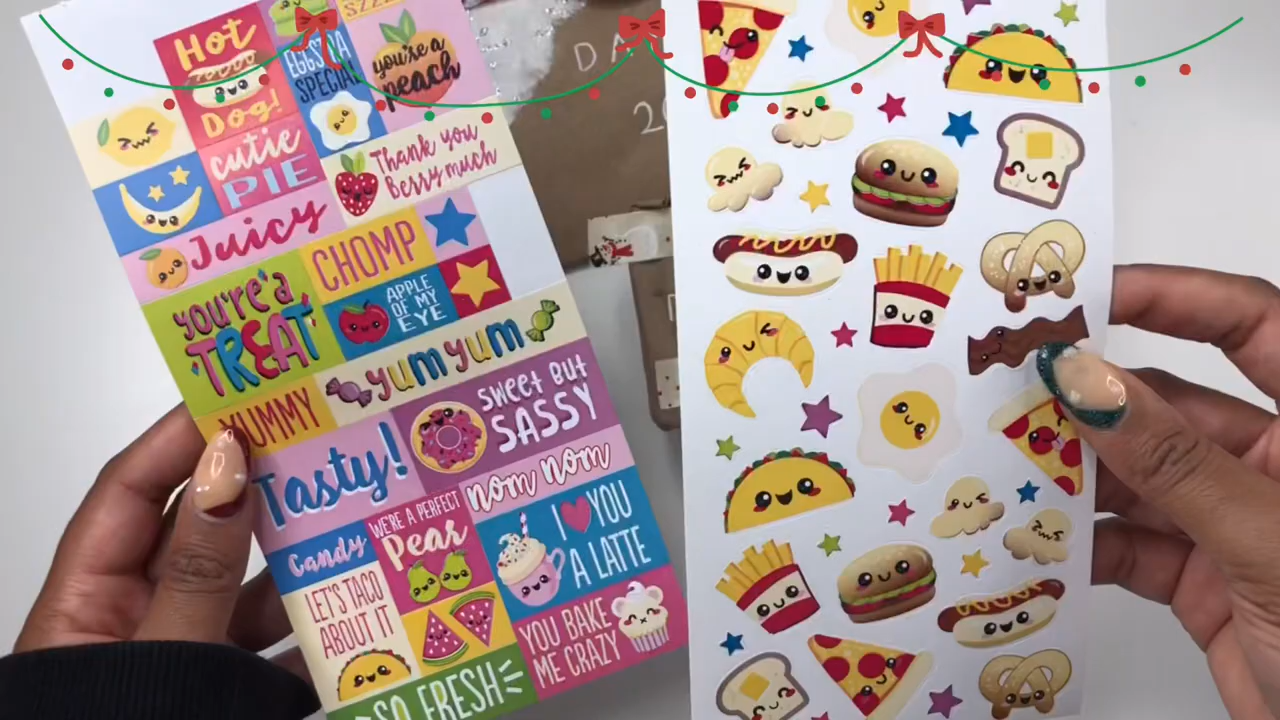 Hot
Dog!
EGGS'YA
SPECIAL
you're a
peach
cutie
PIE
Thank you
Berry much
Juicy
CHOMP
you're a
TREAT
APPLE
OF MY
EYE
yum yum
YUMMY
SWeet BUt
SASSY
Tasty!
nom nom
WE'RE A PERFECT
Pear
I YOU
A LATTE
Candy
LET'S TACO
ABOUT IT
YOU BAKE
ME CRAZY
SO FRESH